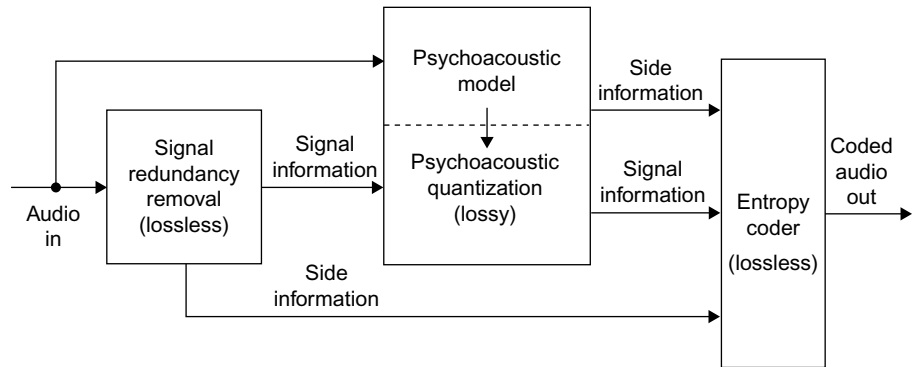 Audio
in
Signal
redundancy
removal
(lossless)
Signal
information
Side
information
Psychoacoustic
model
Psychoacoustic
quantization
(lossy)
Side
information
Signal
information
Entropy
coder
(lossless)
Coded
audio
out